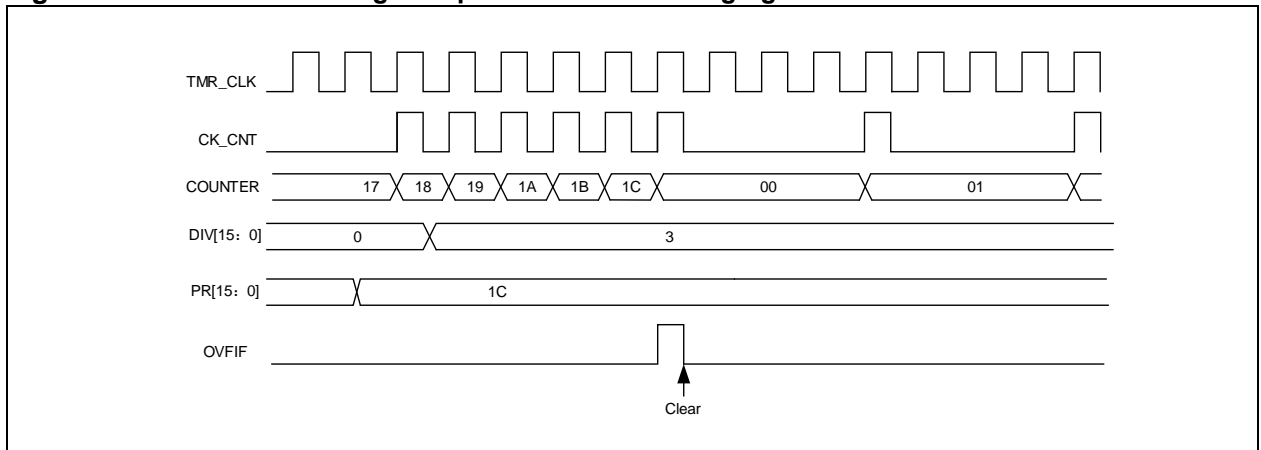 TMR_CLK
CK_CNT
COUNTER 17 18 19 1A 1B 1C 00 01
DIV[15：0] 0 3
PR[15：0] 1C
OVFIF
Clear